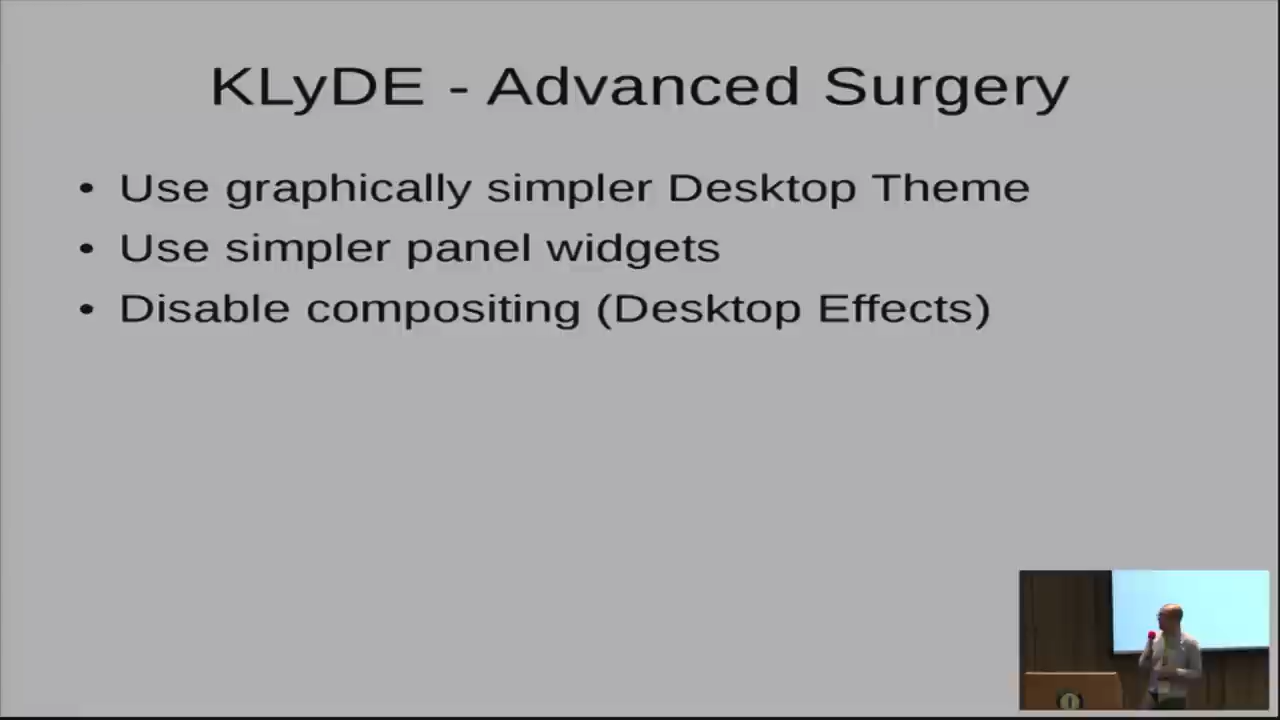 KLyDE - Advanced Surgery
• Use graphically simpler Desktop Theme
• Use simpler panel widgets
• Disable compositing (Desktop Effects)